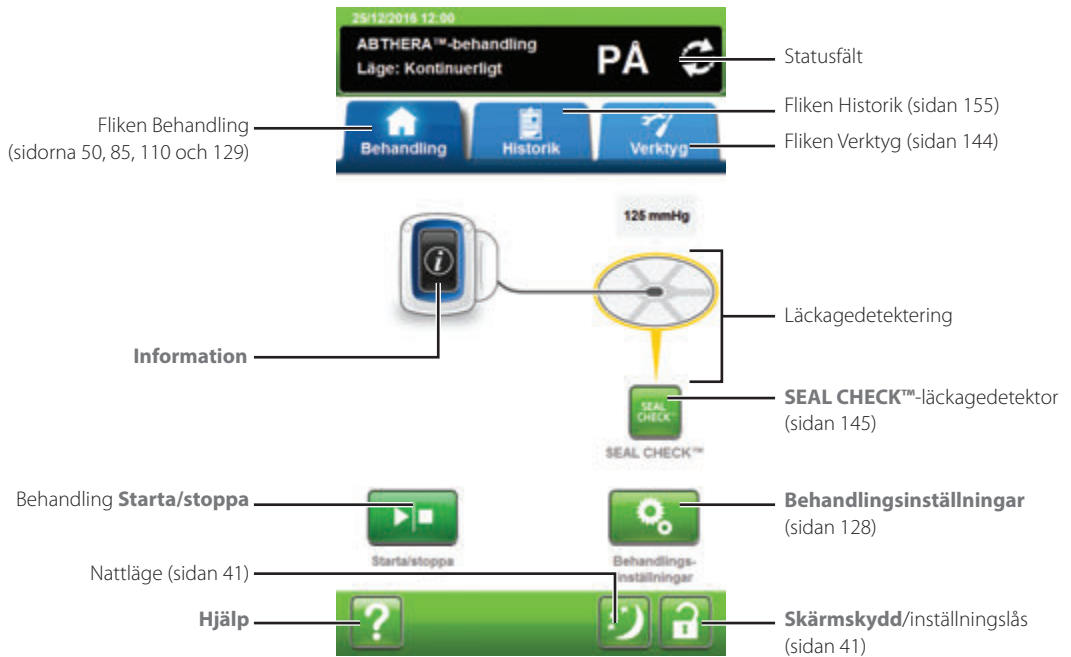 25/12/2016 12:00
ABTHERA™-behandling
Läge: Kontinuerligt
PÅ
Statusfält
Fliken Historik (sidan 155)
Fliken Verktyg (sidan 144)
Fliken Behandling
(sidorna 50, 85, 110 och 129)
Behandling
Historik
Verktyg
125 mmHg
i
Läckagedetektering
Information
SEAL
CHECK™
SEAL CHECK™
SEAL CHECK™-läckagedetektor
(sidan 145)
Behandling Starta/stoppa
Starta/stoppa
Behandlings-
inställningar
Behandlingsinställningar
(sidan 128)
Nattläge (sidan 41)
Hjälp
?
Skärmskydd/inställningslås
(sidan 41)